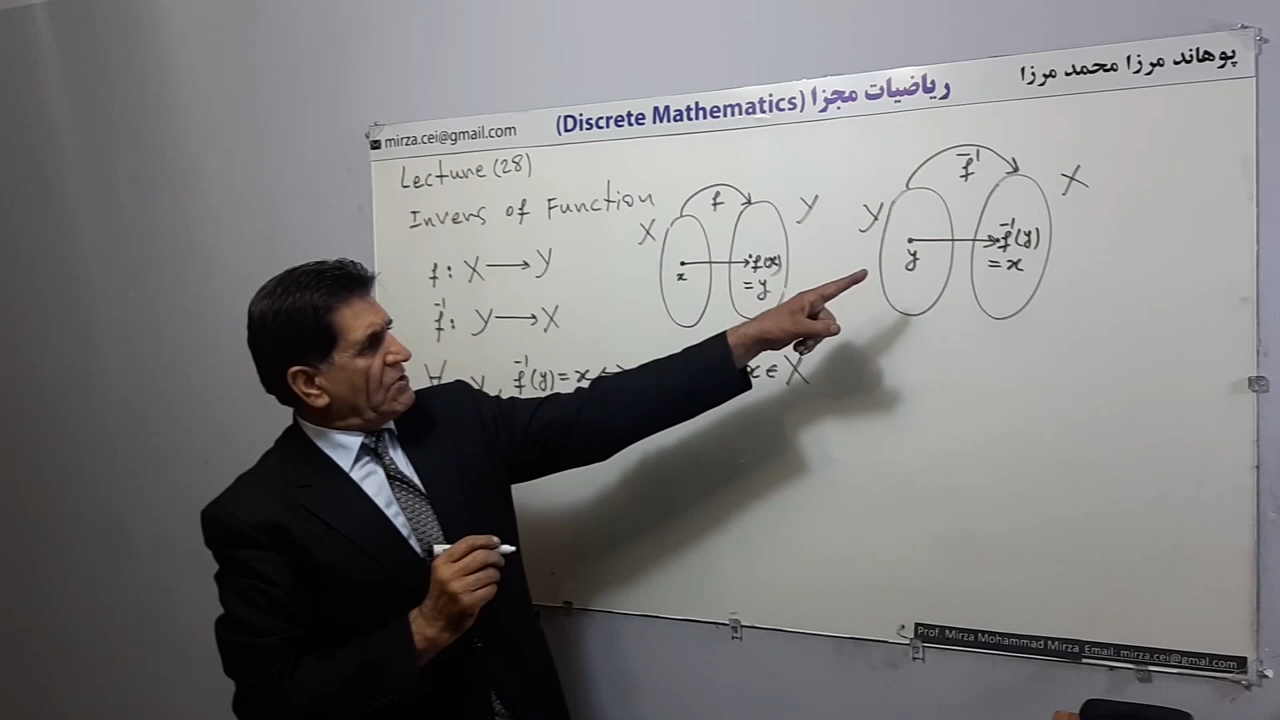 پوهاند مرزا محمد مرزا
ریاضیات مجزا (Discrete Mathematics)
mirza.cei@gmail.com
Lecture (28)
Invers of Function
f : X → Y
f⁻¹ : Y → X
∀ y, f⁻¹(y) = x ↔
x ∈ X
X
f
Y
x
f(x)
= y
Y
f⁻¹
X
y
f⁻¹(y)
= x
Prof. Mirza Mohammad Mirza Email: mirza.cei@gmal.com